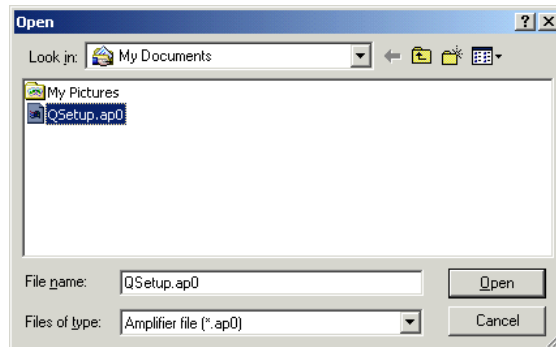 Open
Look in: My Documents
My Pictures
QSetup.ap0
File name: QSetup.ap0 Open
Files of type: Amplifier file (*.ap0) Cancel